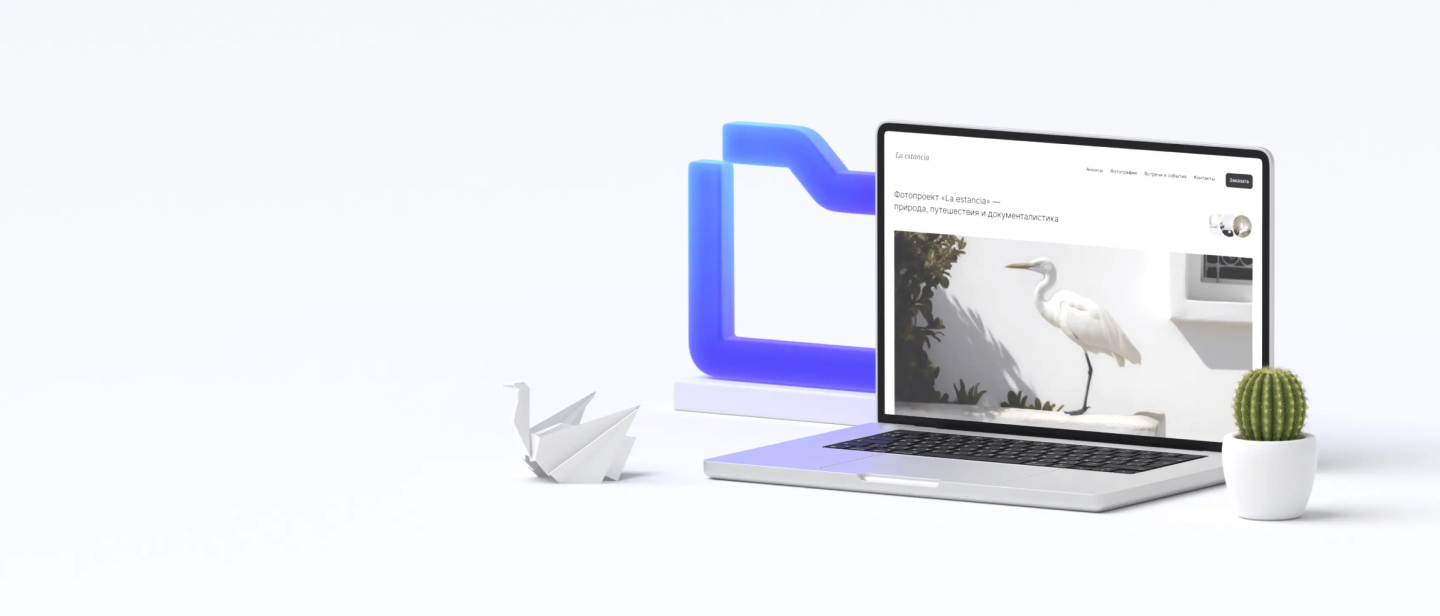 La estancia
Анонсы Фотографии Встречи и события Контакты Заказать
Фотопроект «La estancia» —
природа, путешествия и документалистика